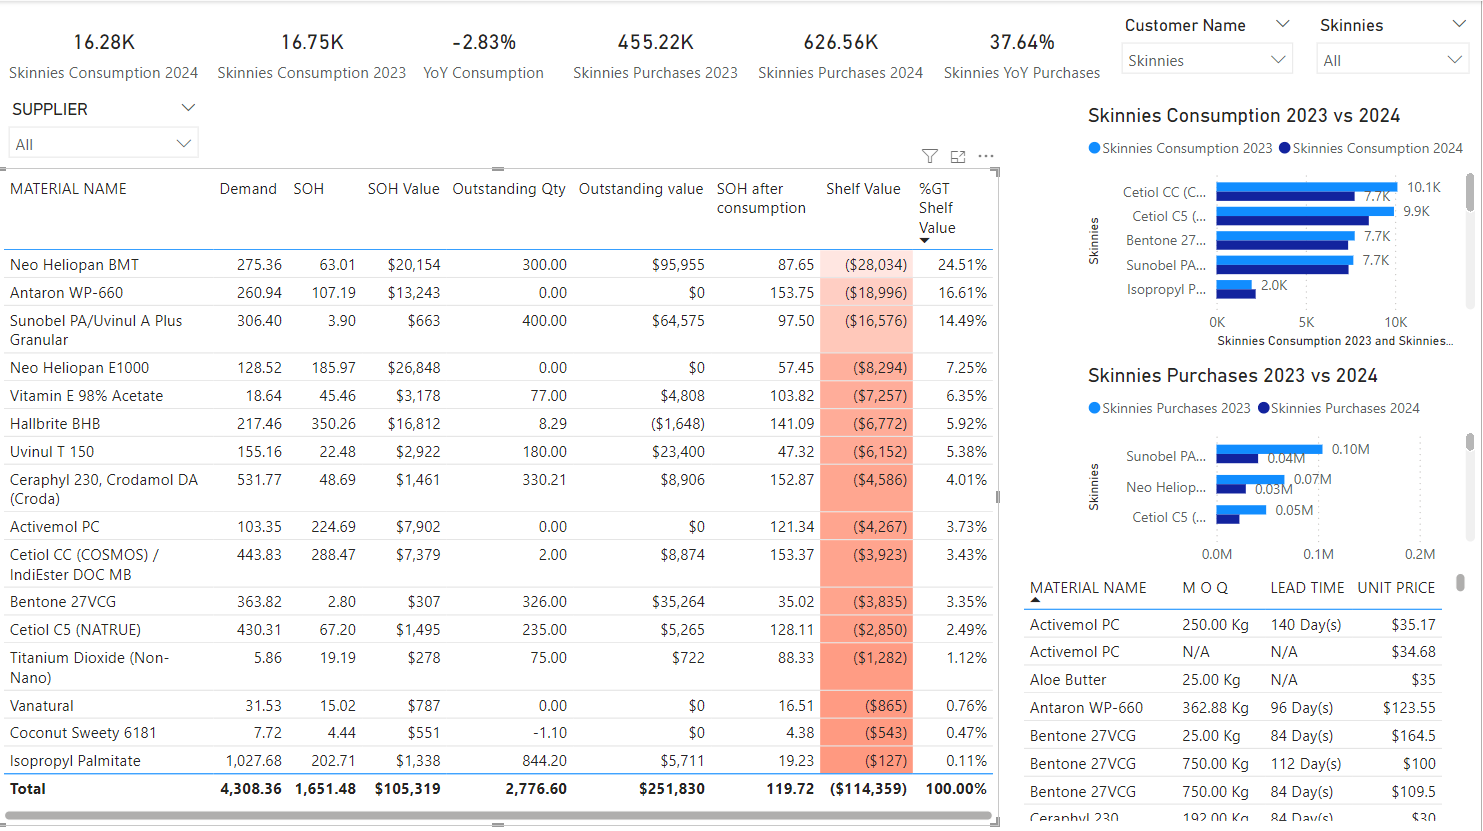 16.28K 16.75K -2.83% 455.22K 626.56K 37.64%
Skinnies Consumption 2024 Skinnies Consumption 2023 YoY Consumption Skinnies Purchases 2023 Skinnies Purchases 2024 Skinnies YoY Purchases
Customer Name Skinnies
Skinnies All
SUPPLIER
All
MATERIAL NAME Demand SOH SOH Value Outstanding Qty Outstanding value SOH after Shelf Value %GT
consumption Shelf
Value
Neo Heliopan BMT 275.36 63.01 $20,154 300.00 $95,955 87.65 ($28,034) 24.51%
Antaron WP-660 260.94 107.19 $13,243 0.00 $0 153.75 ($18,996) 16.61%
Sunobel PA/Uvinul A Plus 306.40 3.90 $663 400.00 $64,575 97.50 ($16,576) 14.49%
Granular
Neo Heliopan E1000 128.52 185.97 $26,848 0.00 $0 57.45 ($8,294) 7.25%
Vitamin E 98% Acetate 18.64 45.46 $3,178 77.00 $4,808 103.82 ($7,257) 6.35%
Hallbrite BHB 217.46 350.26 $16,812 8.29 ($1,648) 141.09 ($6,772) 5.92%
Uvinul T 150 155.16 22.48 $2,922 180.00 $23,400 47.32 ($6,152) 5.38%
Ceraphyl 230, Crodamol DA 531.77 48.69 $1,461 330.21 $8,906 152.87 ($4,586) 4.01%
(Croda)
Activemol PC 103.35 224.69 $7,902 0.00 $0 121.34 ($4,267) 3.73%
Cetiol CC (COSMOS) / 443.83 288.47 $7,379 2.00 $8,874 153.37 ($3,923) 3.43%
IndiEster DOC MB
Bentone 27VCG 363.82 2.80 $307 326.00 $35,264 35.02 ($3,835) 3.35%
Cetiol C5 (NATRUE) 430.31 67.20 $1,495 235.00 $5,265 128.11 ($2,850) 2.49%
Titanium Dioxide (Non- 5.86 19.19 $278 75.00 $722 88.33 ($1,282) 1.12%
Nano)
Vanatural 31.53 15.02 $787 0.00 $0 16.51 ($865) 0.76%
Coconut Sweety 6181 7.72 4.44 $551 -1.10 $0 4.38 ($543) 0.47%
Isopropyl Palmitate 1,027.68 202.71 $1,338 844.20 $5,711 19.23 ($127) 0.11%
Total 4,308.36 1,651.48 $105,319 2,776.60 $251,830 119.72 ($114,359) 100.00%
Skinnies Consumption 2023 vs 2024
Skinnies Consumption 2023 Skinnies Consumption 2024
Skinnies
Cetiol CC (C... 10.1K
7.7K
Cetiol C5 (... 9.9K
Bentone 27... 7.7K
Sunobel PA... 7.7K
Isopropyl P... 2.0K
0K 5K 10K
Skinnies Consumption 2023 and Skinnies...
Skinnies Purchases 2023 vs 2024
Skinnies Purchases 2023 Skinnies Purchases 2024
Skinnies
Sunobel PA... 0.10M
0.04M
Neo Heliop... 0.07M
0.03M
Cetiol C5 (... 0.05M
0.0M 0.1M 0.2M
MATERIAL NAME M O Q LEAD TIME UNIT PRICE
Activemol PC 250.00 Kg 140 Day(s) $35.17
Activemol PC N/A N/A $34.68
Aloe Butter 25.00 Kg N/A $35
Antaron WP-660 362.88 Kg 96 Day(s) $123.55
Bentone 27VCG 25.00 Kg 84 Day(s) $164.5
Bentone 27VCG 750.00 Kg 112 Day(s) $100
Bentone 27VCG 750.00 Kg 84 Day(s) $109.5
Ceraphyl 230 192.00 Kg 84 Day(s) $30